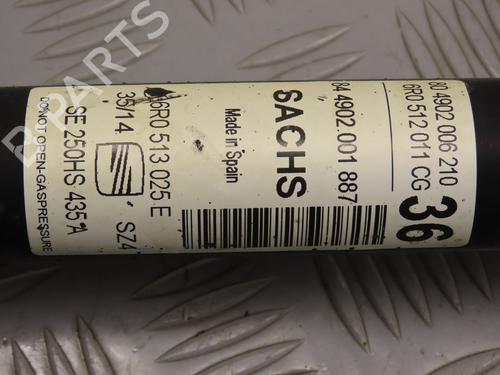 80 4902 006 210
6R0 512 011 CG
36
84 4902.001 887
SACHS
Made in Spain
6R0 513 025 E
35/14
SZ4
SE 250HS 435 A
DO NOT OPEN-GASPRESSURE
B PARTS